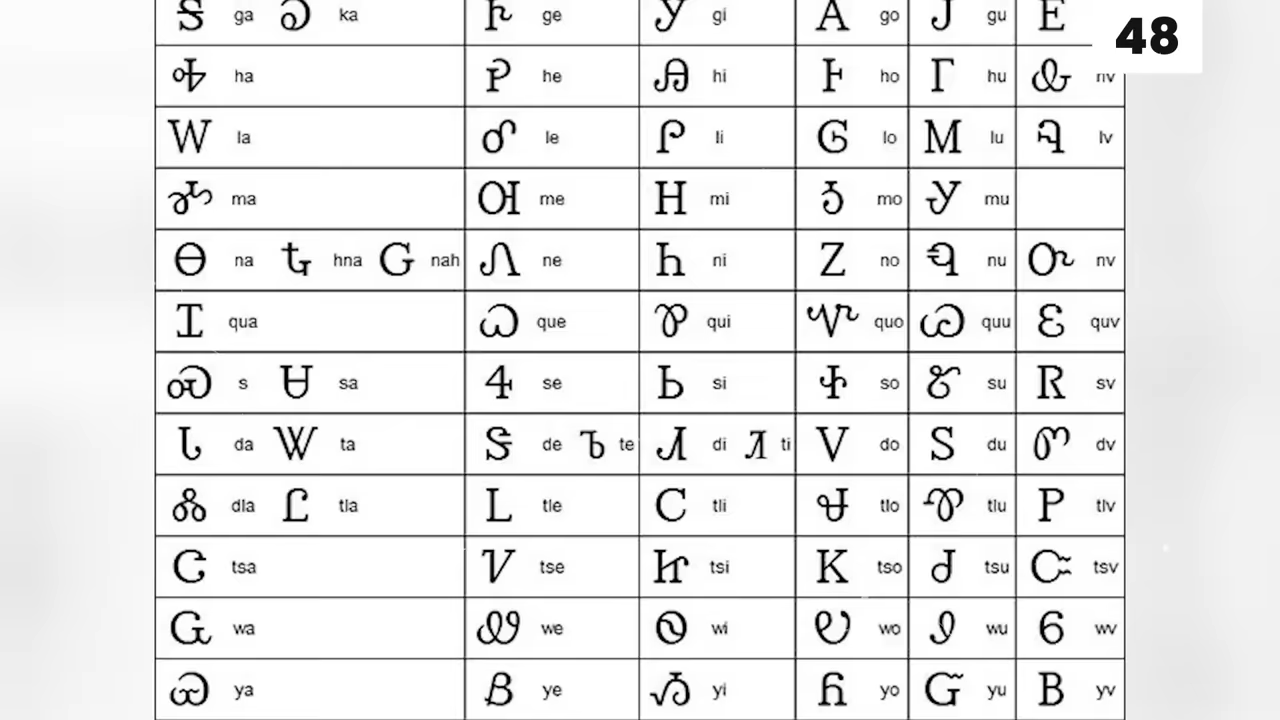 Ꭶ ga Ꭷ ka Ꭸ ge Ꭹ gi Ꭺ go Ꭻ gu Ꭼ
48
Ꭽ ha Ꭾ he Ꭿ hi Ꮀ ho Ꮁ hu Ꮂ hv
Ꮃ la Ꮄ le Ꮅ li Ꮆ lo Ꮇ lu Ꮈ lv
Ꮉ ma Ꮊ me Ꮋ mi Ꮌ mo Ꮍ mu
Ꮎ na Ꮏ hna Ꮐ nah Ꮑ ne Ꮒ ni Ꮓ no Ꮔ nu Ꮕ nv
Ꮖ qua Ꮗ que Ꮘ qui Ꮙ quo Ꮚ quu Ꮛ quv
Ꮝ s Ꮜ sa Ꮞ se Ꮟ si Ꮠ so Ꮡ su Ꮢ sv
Ꮣ da Ꮤ ta Ꮥ de Ꮦ te Ꮧ di Ꮨ ti Ꮩ do Ꮪ du Ꮫ dv
Ꮬ dla Ꮭ tla Ꮮ tle Ꮯ tli Ꮰ tlo Ꮱ tlu Ꮲ tlv
Ꮳ tsa Ꮴ tse Ꮵ tsi Ꮶ tso Ꮷ tsu Ꮸ tsv
Ꮹ wa Ꮺ we Ꮻ wi Ꮼ wo Ꮽ wu Ꮾ wv
Ꮿ ya Ᏸ ye Ᏹ yi Ᏺ yo Ᏻ yu Ᏼ yv